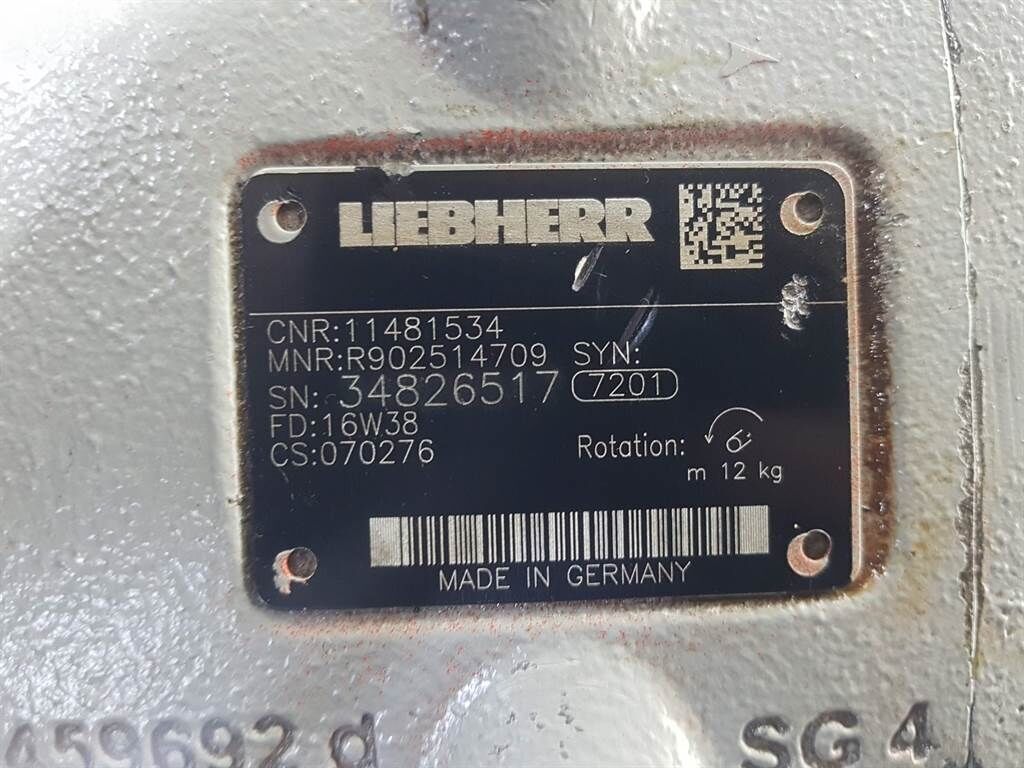 LIEBHERR
CNR:11481534
MNR:R902514709 SYN:
SN: 34826517 7201
FD:16W38
CS:070276
Rotation:
m 12 kg
MADE IN GERMANY
459692 d SG 4